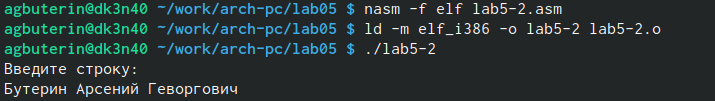 agbuterin@dk3n40 ~/work/arch-pc/lab05 $ nasm -f elf lab5-2.asm
agbuterin@dk3n40 ~/work/arch-pc/lab05 $ ld -m elf_i386 -o lab5-2 lab5-2.o
agbuterin@dk3n40 ~/work/arch-pc/lab05 $ ./lab5-2
Введите строку:
Бутерин Арсений Геворгович